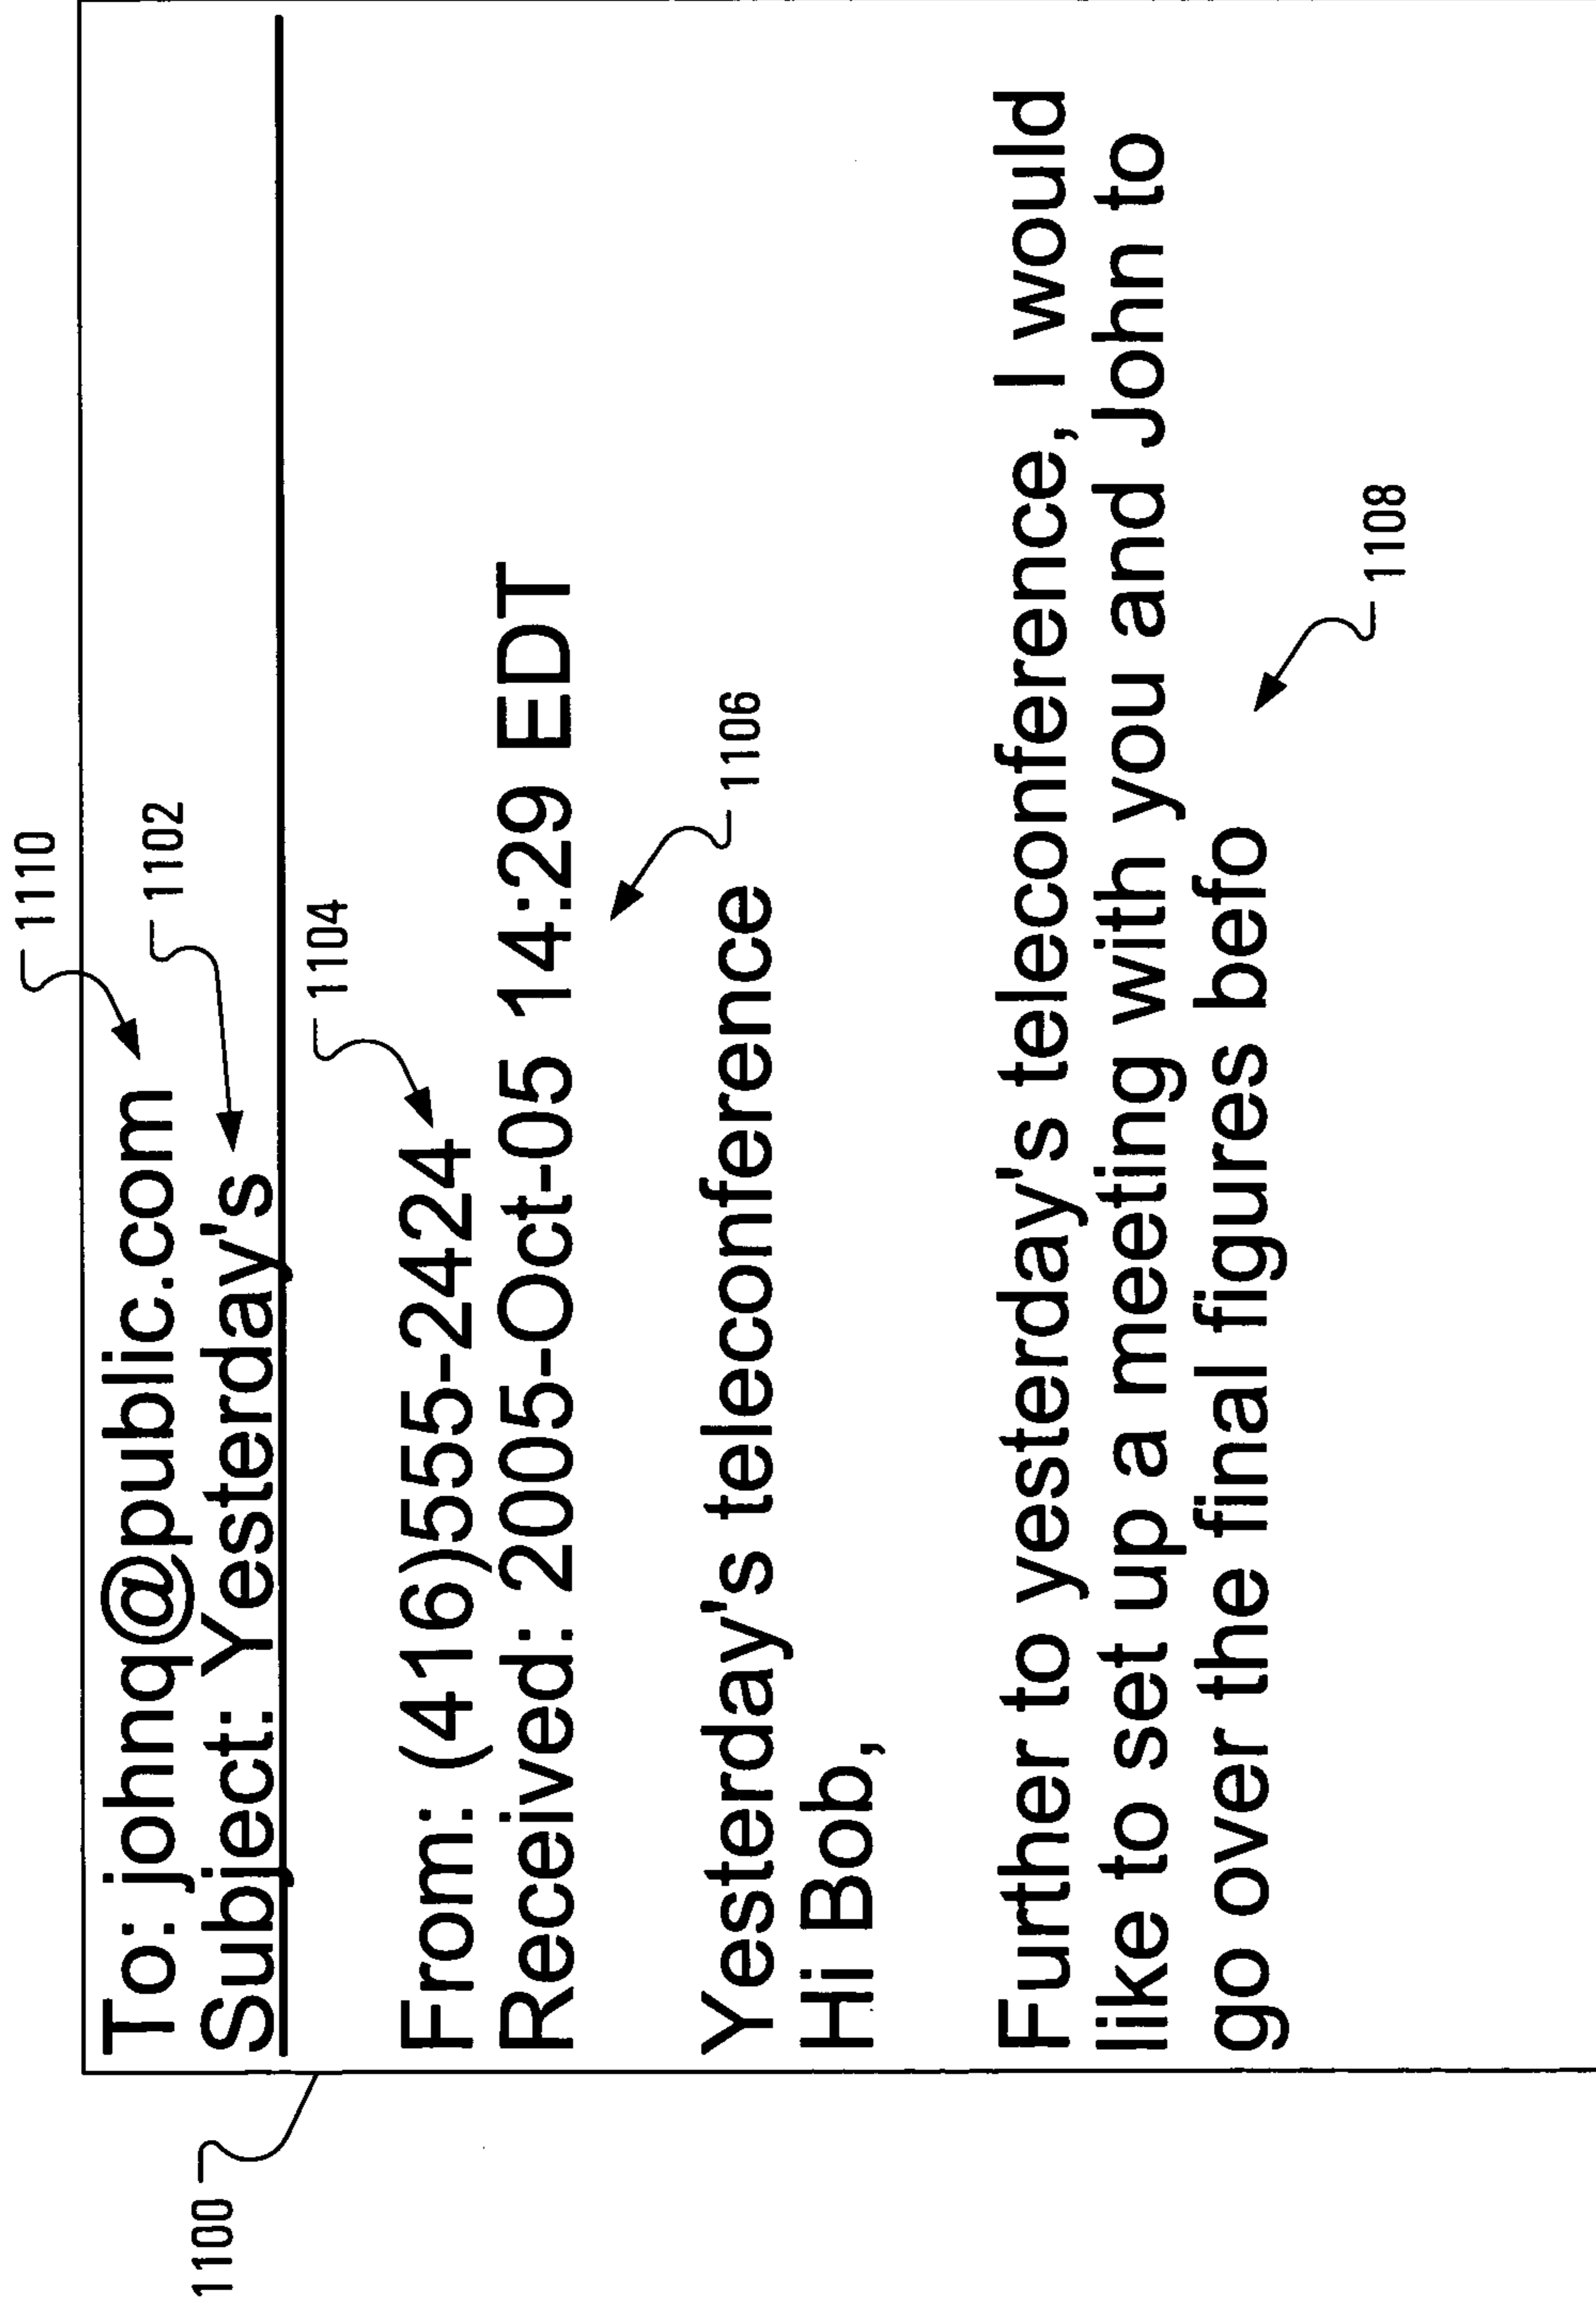 1110
To: johnq@public.com
1102
Subject: Yesterday's
1100
1104
From: (416)555-2424
Received: 2005-Oct-05 14:29 EDT
1106
Yesterday's teleconference
Hi Bob,
Further to yesterday's teleconference, I would
like to set up a meeting with you and John to
go over the final figures befo
1108